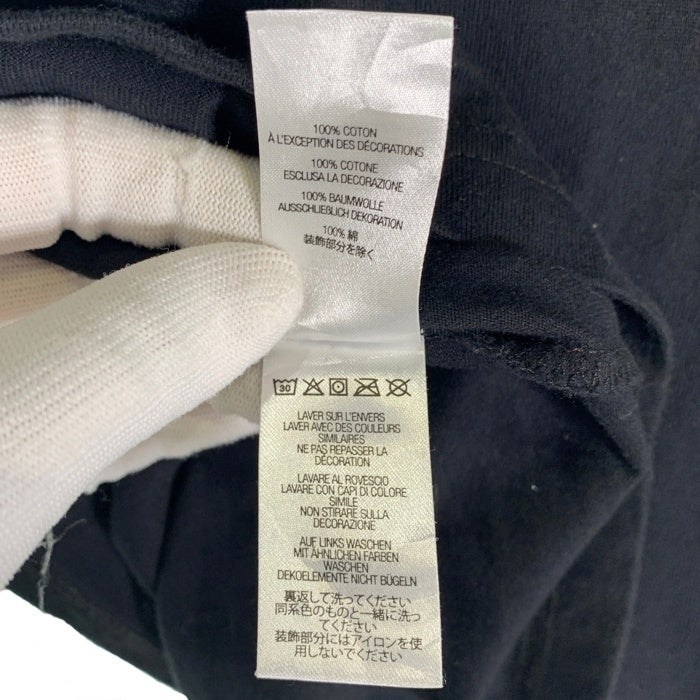 100% COTON
À L'EXCEPTION DES DÉCORATIONS
100% COTONE
ESCLUSA LA DECORAZIONE
100% BAUMWOLLE
AUSSCHLIEßLICH DEKORATION
100% 綿
装飾部分を除く
30
LAVER SUR L'ENVERS
LAVER AVEC DES COULEURS
SIMILAIRES
NE PAS REPASSER LA
DÉCORATION
LAVARE AL ROVESCIO
LAVARE CON CAPI DI COLORE
SIMILE
NON STIRARE SULLA
DECORAZIONE
AUF LINKS WASCHEN
MIT ÄHNLICHEN FARBEN
WASCHEN
DEKOELEMENTE NICHT BÜGELN
裏返して洗ってください
同系色のものと一緒に洗っ
てください
装飾部分にはアイロンを使
用しないでください